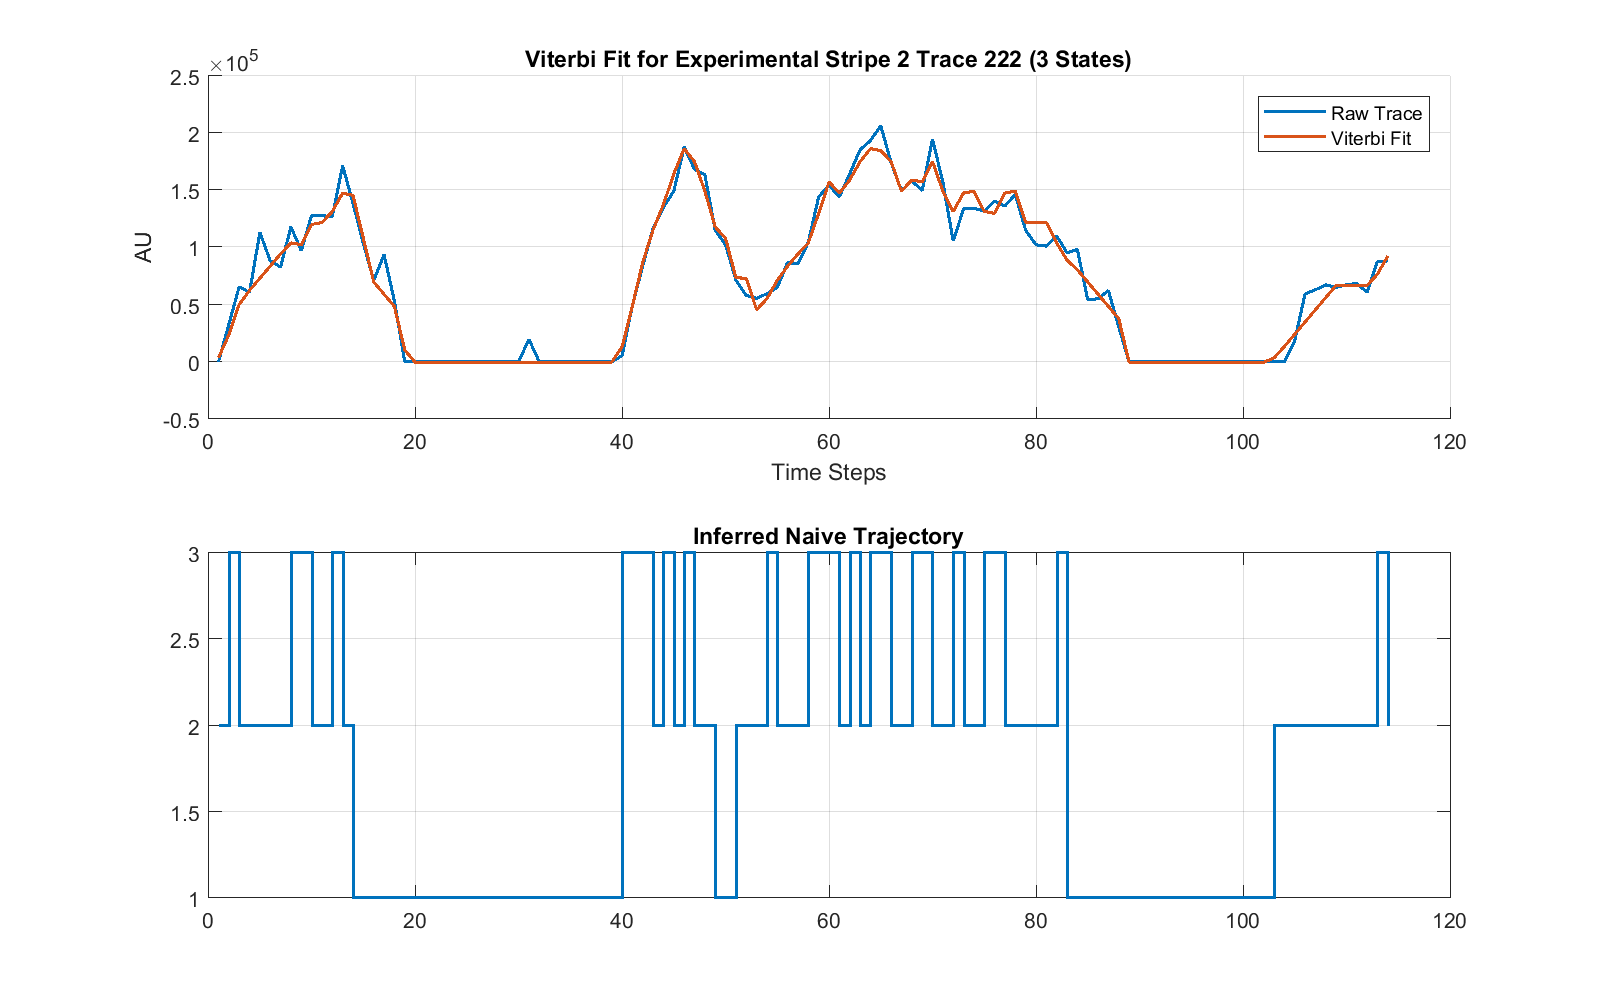 Viterbi Fit for Experimental Stripe 2 Trace 222 (3 States)
×10^5
2.5
2
1.5
1
0.5
0
-0.5
AU
Raw Trace
Viterbi Fit
0 20 40 60 80 100 120
Time Steps
Inferred Naive Trajectory
3
2.5
2
1.5
1
0 20 40 60 80 100 120